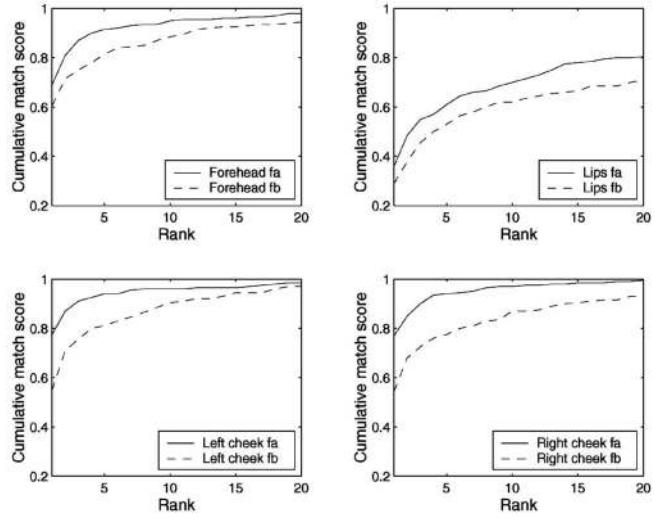 1
0.8
0.6
0.4
0.2
5
10
15
20
Cumulative match score
Rank
Forehead fa
Forehead fb
1
0.8
0.6
0.4
0.2
5
10
15
20
Cumulative match score
Rank
Lips fa
Lips fb
1
0.8
0.6
0.4
0.2
5
10
15
20
Cumulative match score
Rank
Left cheek fa
Left cheek fb
1
0.8
0.6
0.4
0.2
5
10
15
20
Cumulative match score
Rank
Right cheek fa
Right cheek fb